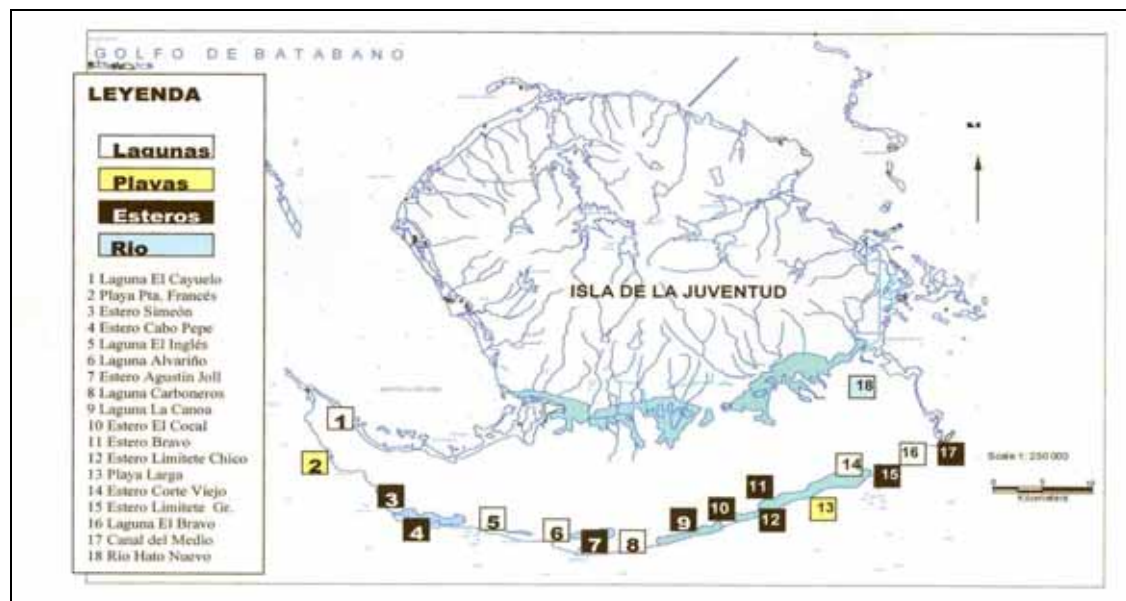 GOLFO DE BATABANO
LEYENDA
Lagunas
Playas
Esteros
Río
1 Laguna El Cayuelo
2 Playa Pta. Francés
3 Estero Simeón
4 Estero Cabo Pepe
5 Laguna El Inglés
6 Laguna Alvariño
7 Estero Agustín Joll
8 Laguna Carboneros
9 Laguna La Canoa
10 Estero El Cocal
11 Estero Bravo
12 Estero Limitete Chico
13 Playa Larga
14 Estero Corte Viejo
15 Estero Limitete Gr.
16 Laguna El Bravo
17 Canal del Medio
18 Río Hato Nuevo
ISLA DE LA JUVENTUD
18
1
2
14
16
17
15
3
11
13
4
5
10
12
9
6
7
8
Scale 1: 250 000